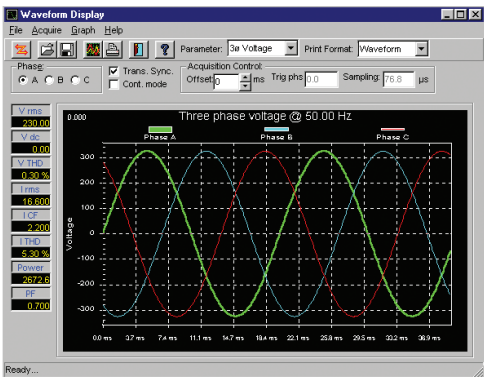 Waveform Display
File Acquire Graph Help
Parameter: 3ø Voltage Print Format: Waveform
Phase:
A B C
Trans. Sync.
Cont. mode
Acquisition Control:
Offset: 0 ms Trig phs 0.0 Sampling: 76.8 µs
V rms
230.00
V dc
0.00
V THD
0.30 %
I rms
16.600
I CF
2.200
I THD
5.30 %
Power
2672.6
PF
0.700
0.000 Three phase voltage @ 50.00 Hz
Phase A Phase B Phase C
Voltage
300
200
100
0
-100
-200
-300
0.0 ms 3.7 ms 7.4 ms 11.1 ms 14.7 ms 18.4 ms 22.1 ms 25.8 ms 29.5 ms 33.2 ms 36.9 ms
Ready...